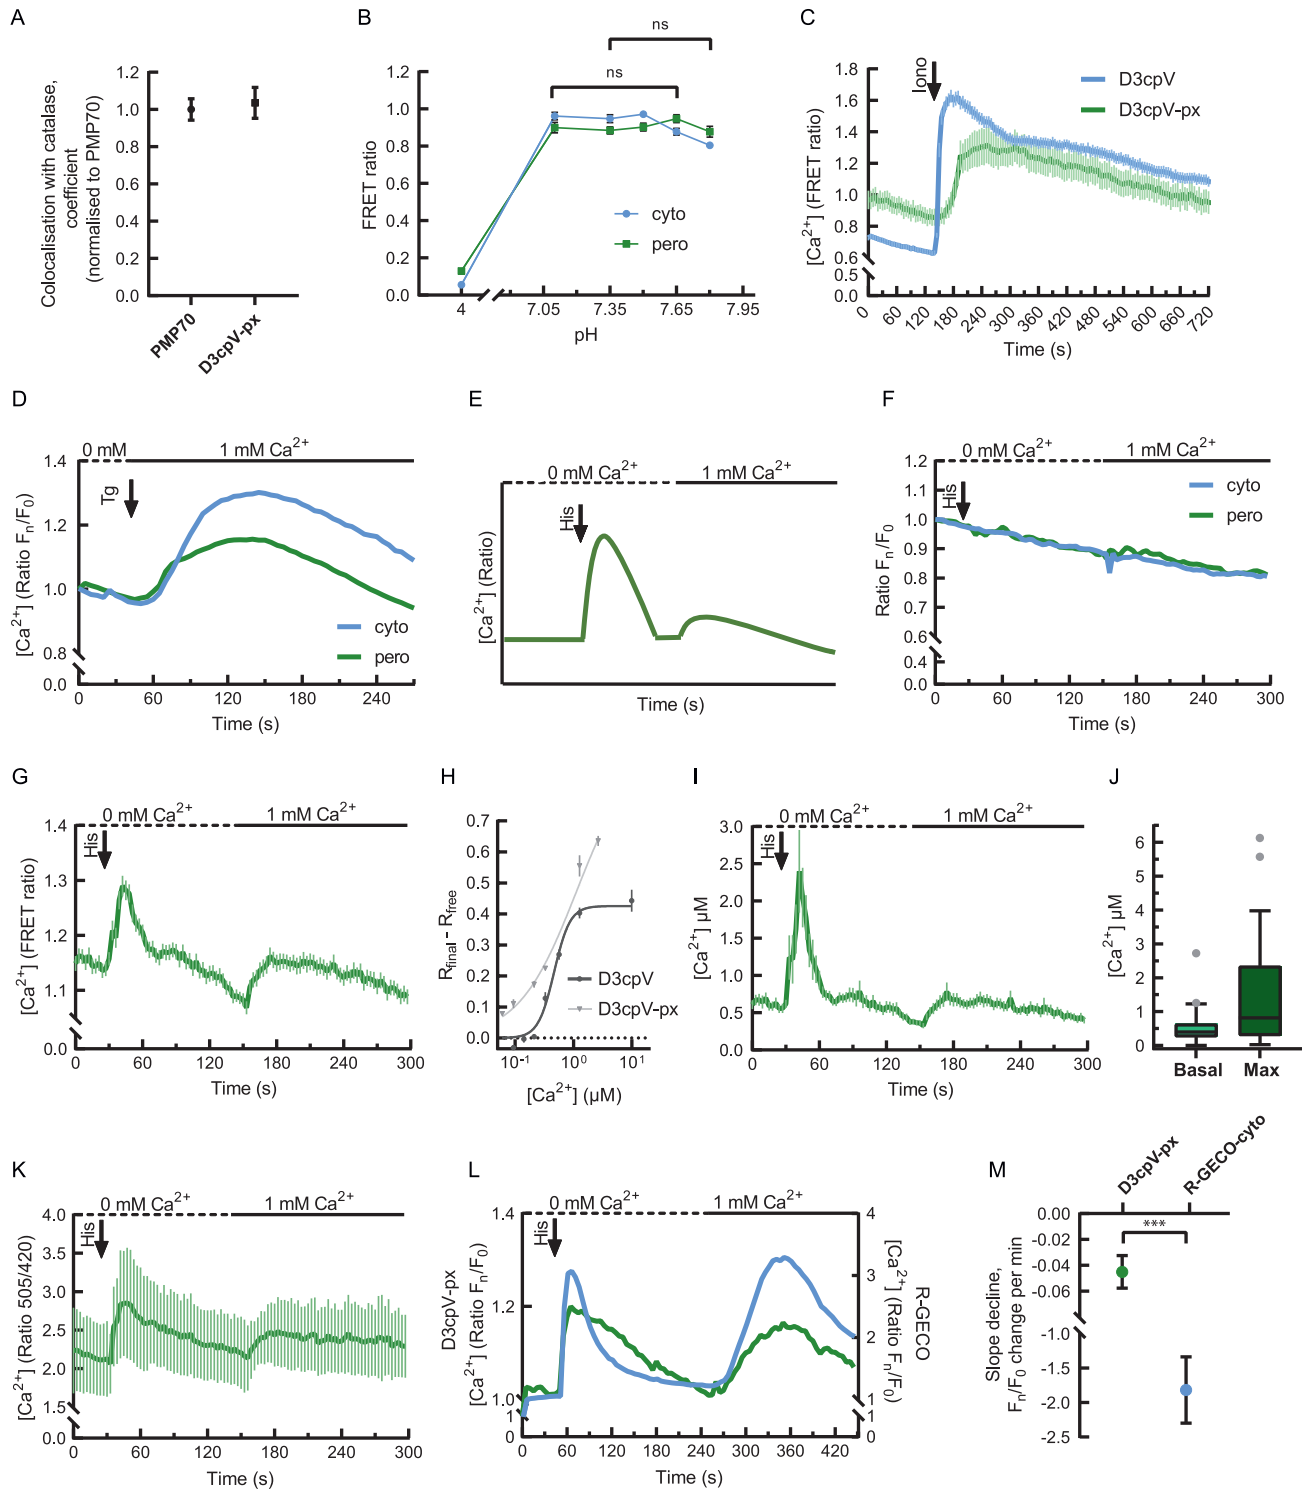 A
Colocalisation with catalase,
coefficient
(normalised to PMP70)
1.2
1.0
0.8
0.6
0.4
0.2
0.0
PMP70
D3cpV-px
B
ns
ns
FRET ratio
1.2
1.0
0.8
0.6
0.4
0.2
0.0
cyto
pero
4 7.05 7.35 7.65 7.95
pH
C
Iono
D3cpV
D3cpV-px
[Ca2+] (FRET ratio)
2.0
1.8
1.6
1.4
1.2
1.0
0.8
0.6
0.5
0.0
0 60 120 180 240 300 360 420 480 540 600 660 720
Time (s)
D
0 mM 1 mM Ca2+
Tg
[Ca2+] (Ratio Fn/F0)
1.4
1.2
1.0
0.8
0.0
cyto
pero
0 60 120 180 240
Time (s)
E
0 mM Ca2+ 1 mM Ca2+
His
[Ca2+] (Ratio)
Time (s)
F
0 mM Ca2+ 1 mM Ca2+
His
cyto
pero
Ratio Fn/F0
1.2
1.0
0.9
0.8
0.7
0.6
0.4
0.0
0 60 120 180 240 300
Time (s)
G
0 mM Ca2+ 1 mM Ca2+
His
[Ca2+] (FRET ratio)
1.4
1.3
1.2
1.1
1.0
0.0
0 60 120 180 240 300
Time (s)
H
Rfinal - Rfree
0.7
0.6
0.5
0.4
0.3
0.2
0.1
0.0
D3cpV
D3cpV-px
10-1 100 101
[Ca2+] (µM)
I
0 mM Ca2+ 1 mM Ca2+
His
[Ca2+] µM
3.0
2.5
2.0
1.5
1.0
0.5
0.0
0 60 120 180 240 300
Time (s)
J
[Ca2+] µM
6
5
4
3
2
1
0
Basal Max
K
0 mM Ca2+ 1 mM Ca2+
His
[Ca2+] (Ratio 505/420)
4.0
3.5
3.0
2.5
2.0
1.5
0.0
0 60 120 180 240 300
Time (s)
L
0 mM Ca2+ 1 mM Ca2+
His
D3cpV-px
[Ca2+] (Ratio Fn/F0)
1.4
1.2
1.0
1
0
4
3
2
1
1
0
[Ca2+] (Ratio Fn/F0)
R-GECO
0 60 120 180 240 300 360 420
Time (s)
M
D3cpV-px
R-GECO-cyto
***
Slope decline,
Fn/F0 change per min
0.00
-0.02
-0.04
-0.06
-1.0
-1.5
-2.0
-2.5